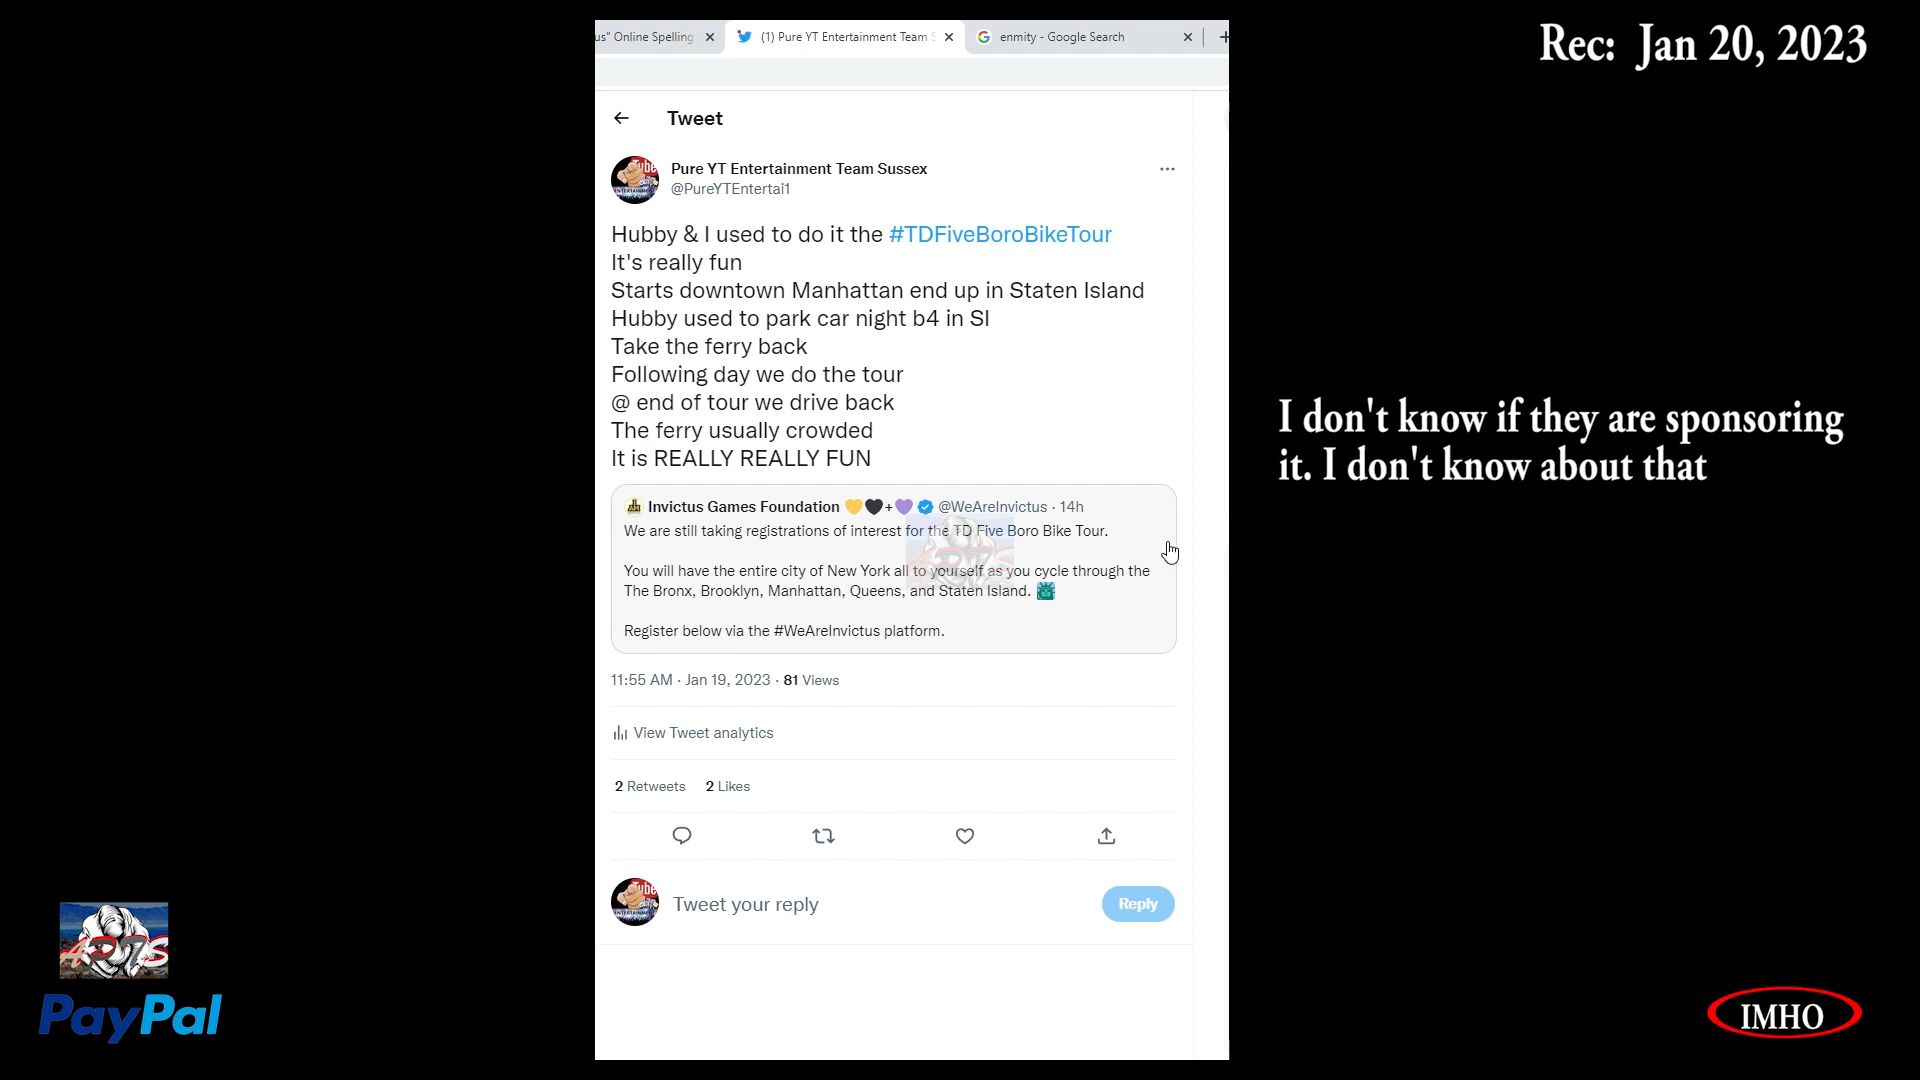 us" Online Spelling
(1) Pure YT Entertainment Team S
enmity - Google Search
Rec: Jan 20, 2023
Tweet
Pure YT Entertainment Team Sussex
@PureYTEntertai1
Hubby & I used to do it the #TDFiveBoroBikeTour
It's really fun
Starts downtown Manhattan end up in Staten Island
Hubby used to park car night b4 in SI
Take the ferry back
Following day we do the tour
@ end of tour we drive back
The ferry usually crowded
It is REALLY REALLY FUN
I don't know if they are sponsoring
it. I don't know about that
Invictus Games Foundation 💛🖤+💜 @WeAreInvictus · 14h
We are still taking registrations of interest for the TD Five Boro Bike Tour.
You will have the entire city of New York all to yourself as you cycle through the
The Bronx, Brooklyn, Manhattan, Queens, and Staten Island. 🗽
Register below via the #WeAreInvictus platform.
11:55 AM · Jan 19, 2023 · 81 Views
View Tweet analytics
2 Retweets 2 Likes
Tweet your reply
Reply
PayPal
IMHO